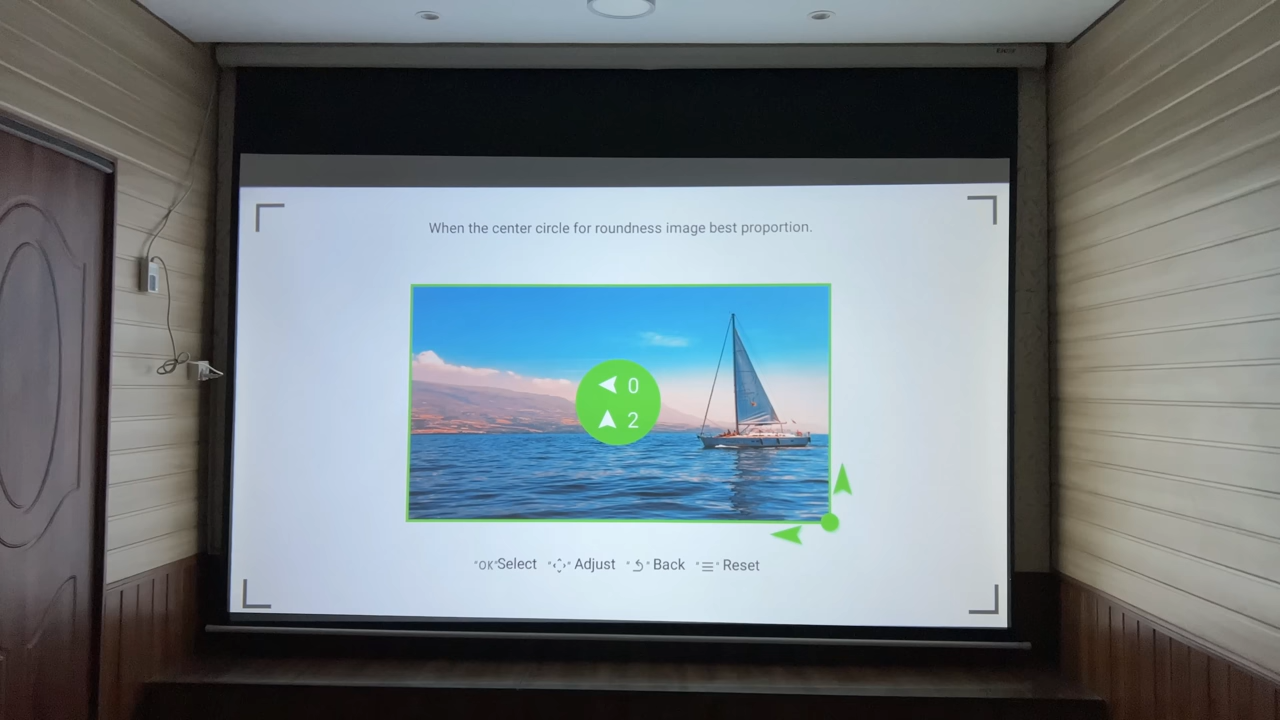 When the center circle for roundness image best proportion.
0
2
"OK"Select " " Adjust " " Back " " Reset